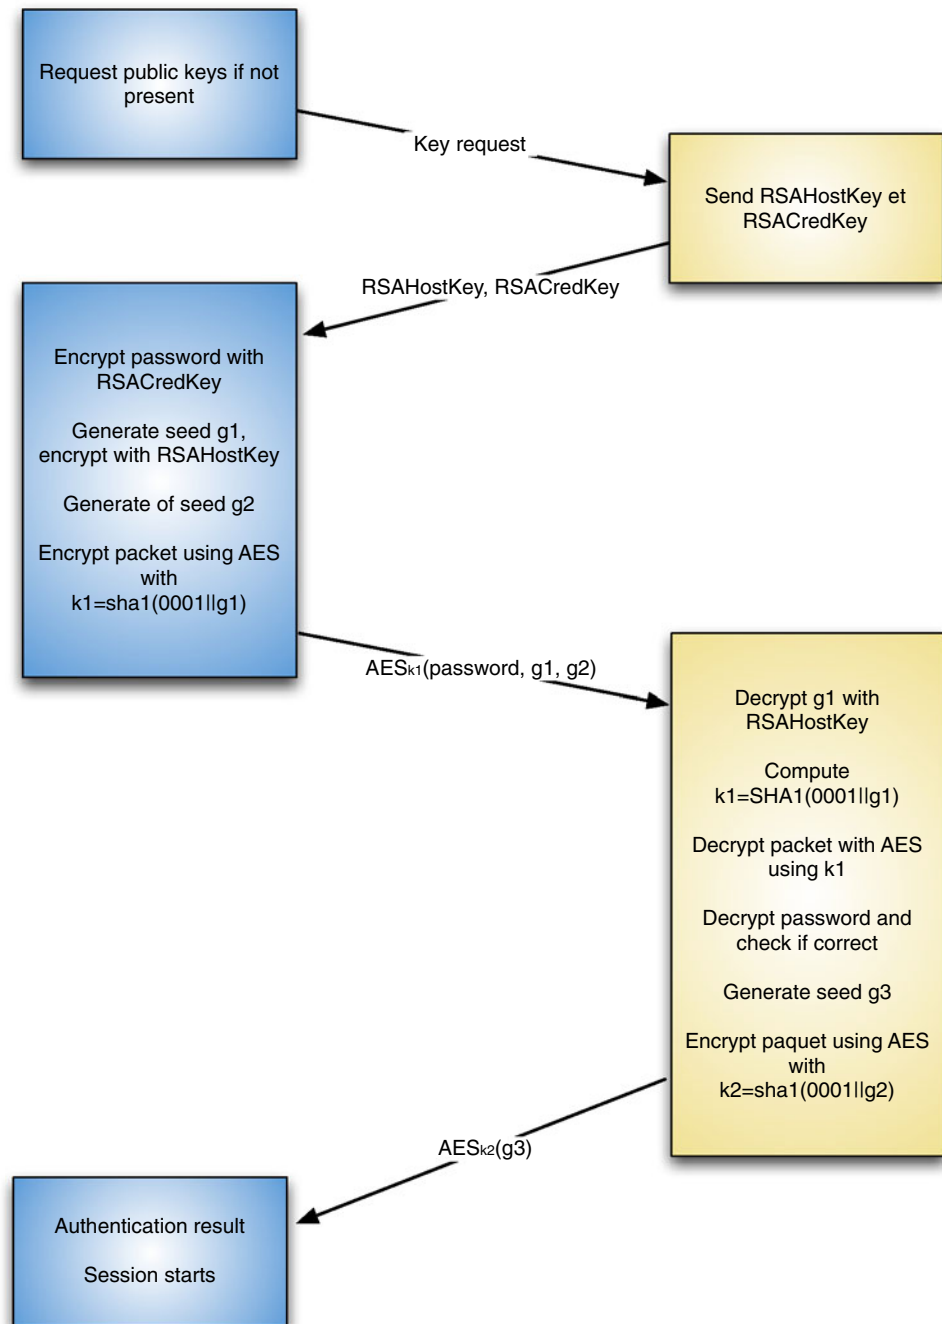 Request public keys if not
present
Key request
Send RSAHostKey et
RSACredKey
RSAHostKey, RSACredKey
Encrypt password with
RSACredKey
Generate seed g1,
encrypt with RSAHostKey
Generate of seed g2
Encrypt packet using AES
with
k1=sha1(0001||g1)
AESk1(password, g1, g2)
Decrypt g1 with
RSAHostKey
Compute
k1=SHA1(0001||g1)
Decrypt packet with AES
using k1
Decrypt password and
check if correct
Generate seed g3
Encrypt paquet using AES
with
k2=sha1(0001||g2)
AESk2(g3)
Authentication result
Session starts